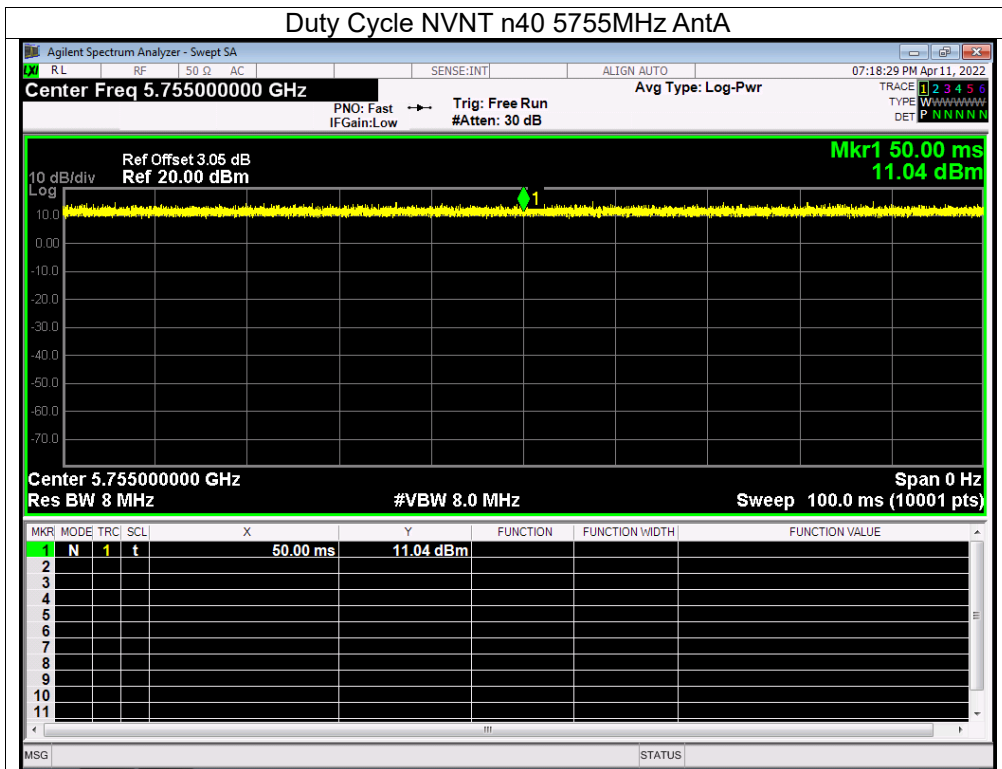 Duty Cycle NVNT n40 5755MHz AntA
Agilent Spectrum Analyzer - Swept SA
LXI RL RF 50 Ω AC SENSE:INT ALIGN AUTO 07:18:29 PM Apr 11, 2022
Center Freq 5.755000000 GHz Avg Type: Log-Pwr TRACE 1 2 3 4 5 6
PNO: Fast Trig: Free Run TYPE WWWWWW
IFGain:Low #Atten: 30 dB DET P N N N N N
Mkr1 50.00 ms
Ref Offset 3.05 dB
10 dB/div Ref 20.00 dBm 11.04 dBm
Log
1
10.0
0.00
-10.0
-20.0
-30.0
-40.0
-50.0
-60.0
-70.0
Center 5.755000000 GHz Span 0 Hz
Res BW 8 MHz #VBW 8.0 MHz Sweep 100.0 ms (10001 pts)
MKR MODE TRC SCL X Y FUNCTION FUNCTION WIDTH FUNCTION VALUE
1 N 1 t 50.00 ms 11.04 dBm
2
3
4
5
6
7
8
9
10
11
MSG STATUS